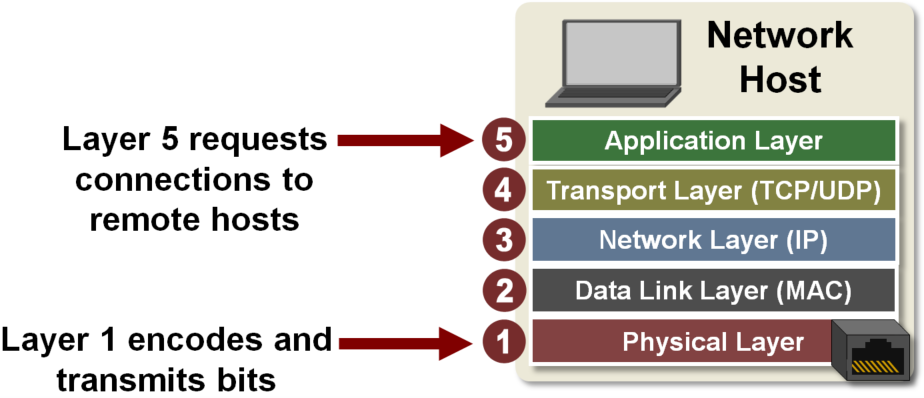 Network
Host
Layer 5 requests
connections to
remote hosts
5
Application Layer
4
Transport Layer (TCP/UDP)
3
Network Layer (IP)
2
Data Link Layer (MAC)
Layer 1 encodes and
transmits bits
1
Physical Layer